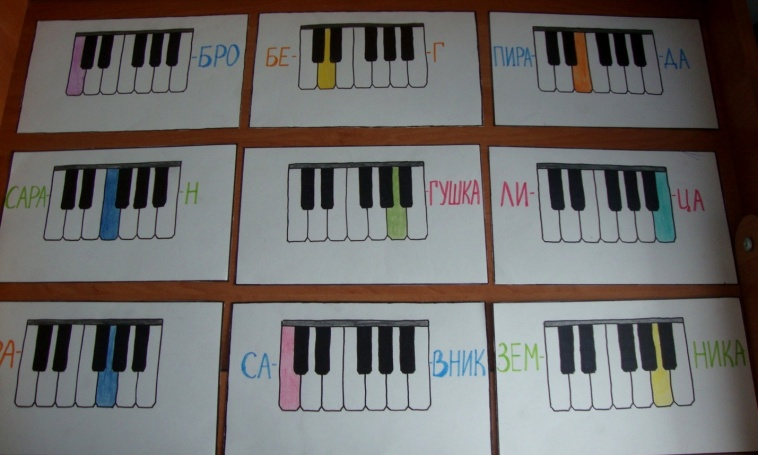 -БРО
БЕ- -Г
ПИРА- -ДА
САРА- -Н
-ГУШКА
ЛИ- -ЦА
РА-
СА- -ВНИК
ЗЕМ- -НИКА